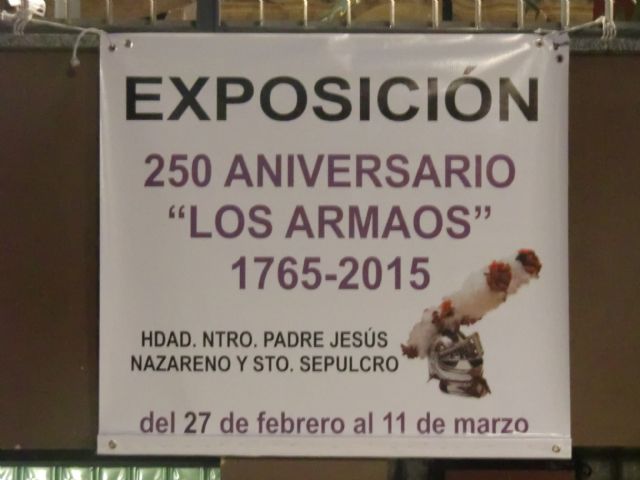 EXPOSICIÓN
250 ANIVERSARIO
“LOS ARMAOS”
1765-2015
HDAD. NTRO. PADRE JESÚS
NAZARENO Y STO. SEPULCRO
del 27 de febrero al 11 de marzo